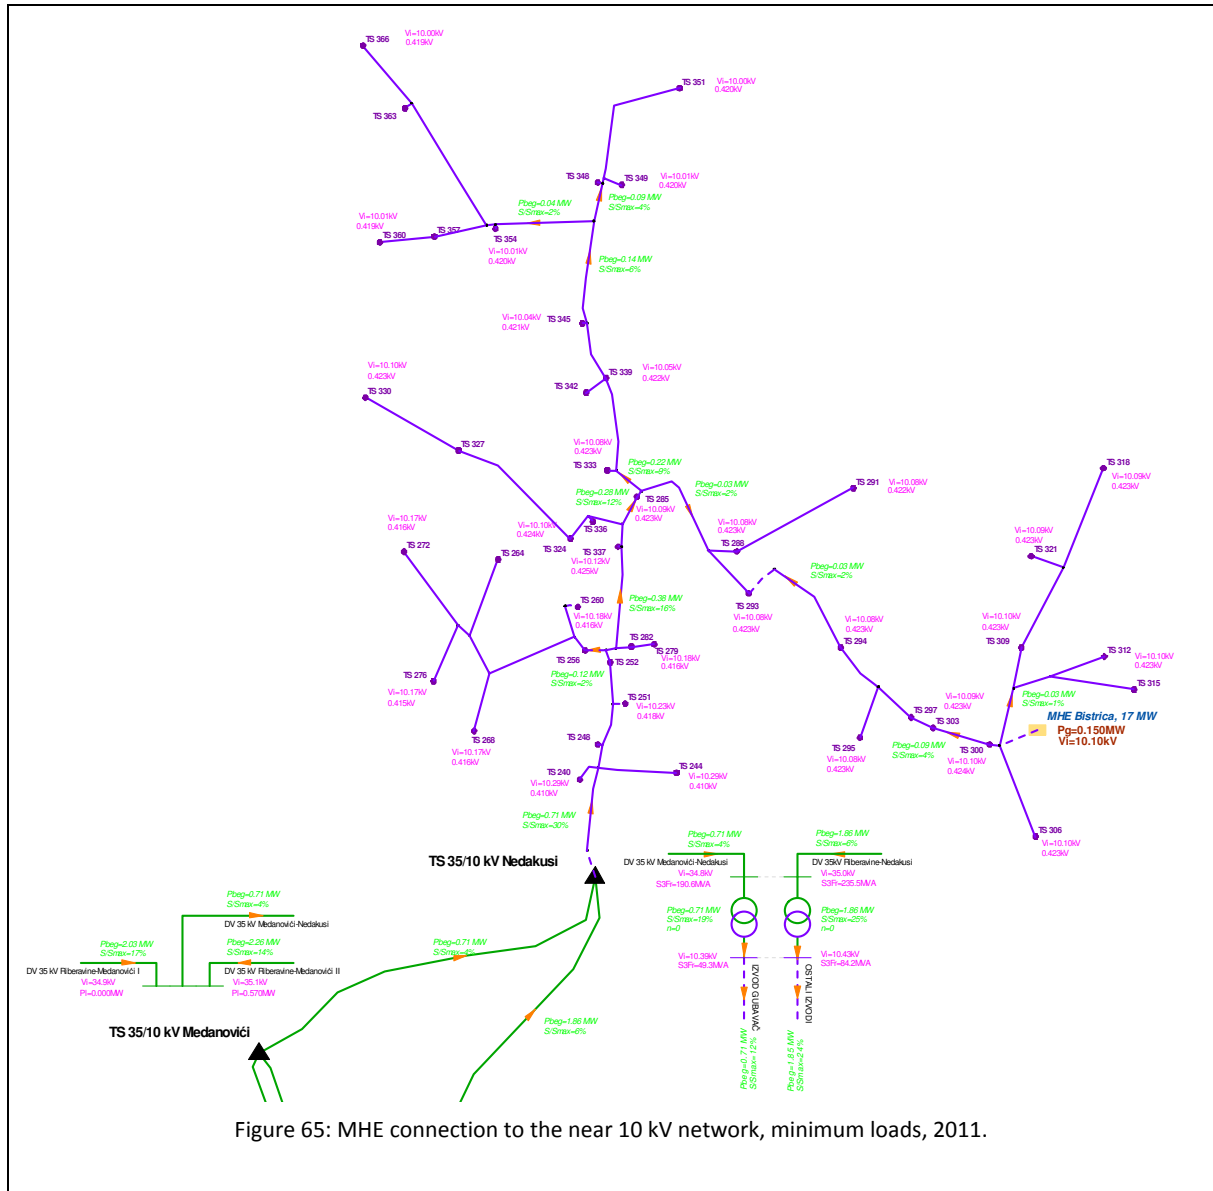 TS 366
Vi=10.00kV
0.419kV
TS 363
TS 351
Vi=10.00kV
0.420kV
TS 348
TS 349
Vi=10.01kV
0.420kV
Pbeg=0.09 MW
S/Smax=4%
Pbeg=0.04 MW
S/Smax=2%
Vi=10.01kV
0.419kV
TS 360
TS 357
TS 354
Vi=10.01kV
0.420kV
Pbeg=0.14 MW
S/Smax=6%
Vi=10.04kV
0.421kV
TS 345
TS 339
Vi=10.05kV
0.422kV
TS 342
Vi=10.10kV
0.423kV
TS 330
TS 327
Vi=10.08kV
0.423kV
TS 333
Pbeg=0.22 MW
S/Smax=9%
Pbeg=0.28 MW
S/Smax=12%
TS 285
Vi=10.09kV
0.423kV
Pbeg=0.03 MW
S/Smax=2%
TS 291
Vi=10.08kV
0.422kV
TS 318
Vi=10.09kV
0.423kV
Vi=10.17kV
0.416kV
TS 272
TS 264
Vi=10.10kV
0.424kV
TS 324
TS 336
TS 337
Vi=10.12kV
0.425kV
Vi=10.08kV
0.423kV
TS 288
Vi=10.09kV
0.423kV
TS 321
Pbeg=0.03 MW
S/Smax=2%
TS 293
Vi=10.08kV
0.423kV
TS 260
Vi=10.18kV
0.416kV
Pbeg=0.38 MW
S/Smax=16%
Vi=10.08kV
0.423kV
TS 294
Vi=10.10kV
0.423kV
TS 309
TS 256
TS 282
TS 279
Vi=10.18kV
0.416kV
TS 252
Pbeg=0.12 MW
S/Smax=2%
TS 312
Vi=10.10kV
0.423kV
TS 315
TS 276
Vi=10.17kV
0.415kV
TS 251
Vi=10.23kV
0.418kV
Vi=10.09kV
0.423kV
TS 297
TS 303
Pbeg=0.03 MW
S/Smax=1%
MHE Bistrica, 17 MW
Pg=0.150MW
Vi=10.10kV
TS 268
Vi=10.17kV
0.416kV
TS 248
TS 295
Vi=10.08kV
0.423kV
Pbeg=0.09 MW
S/Smax=4%
TS 300
Vi=10.10kV
0.424kV
TS 240
Vi=10.29kV
0.410kV
TS 244
Vi=10.29kV
0.410kV
Pbeg=0.71 MW
S/Smax=30%
TS 306
Vi=10.10kV
0.423kV
TS 35/10 kV Nedakusi
Pbeg=0.71 MW
S/Smax=4%
DV 35 kV Medanovići-Nedakusi
Vi=34.8kV
S3Fr=190.6MVA
Pbeg=0.71 MW
S/Smax=19%
n=0
Vi=10.39kV
S3Fr=49.3MVA
IZVOD GUBAVAČ
Pbeg=0.71 MW
S/Smax=12%
Pbeg=1.86 MW
S/Smax=6%
DV 35kV Riberavine-Nedakusi
Vi=35.0kV
S3Fr=235.5MVA
Pbeg=1.86 MW
S/Smax=25%
n=0
Vi=10.43kV
S3Fr=84.2MVA
OSTALI IZVODI
Pbeg=1.85 MW
S/Smax=24%
Pbeg=0.71 MW
S/Smax=4%
DV 35 kV Medanovići-Nedakusi
Pbeg=2.03 MW
S/Smax=17%
DV 35 kV Riberavine-Medanovići I
Vi=34.9kV
Pi=0.000MW
Pbeg=2.26 MW
S/Smax=14%
DV 35 kV Riberavine-Medanovići II
Vi=35.1kV
Pi=0.570MW
Pbeg=0.71 MW
S/Smax=4%
Pbeg=1.86 MW
S/Smax=6%
TS 35/10 kV Medanovići
Figure 65: MHE connection to the near 10 kV network, minimum loads, 2011.